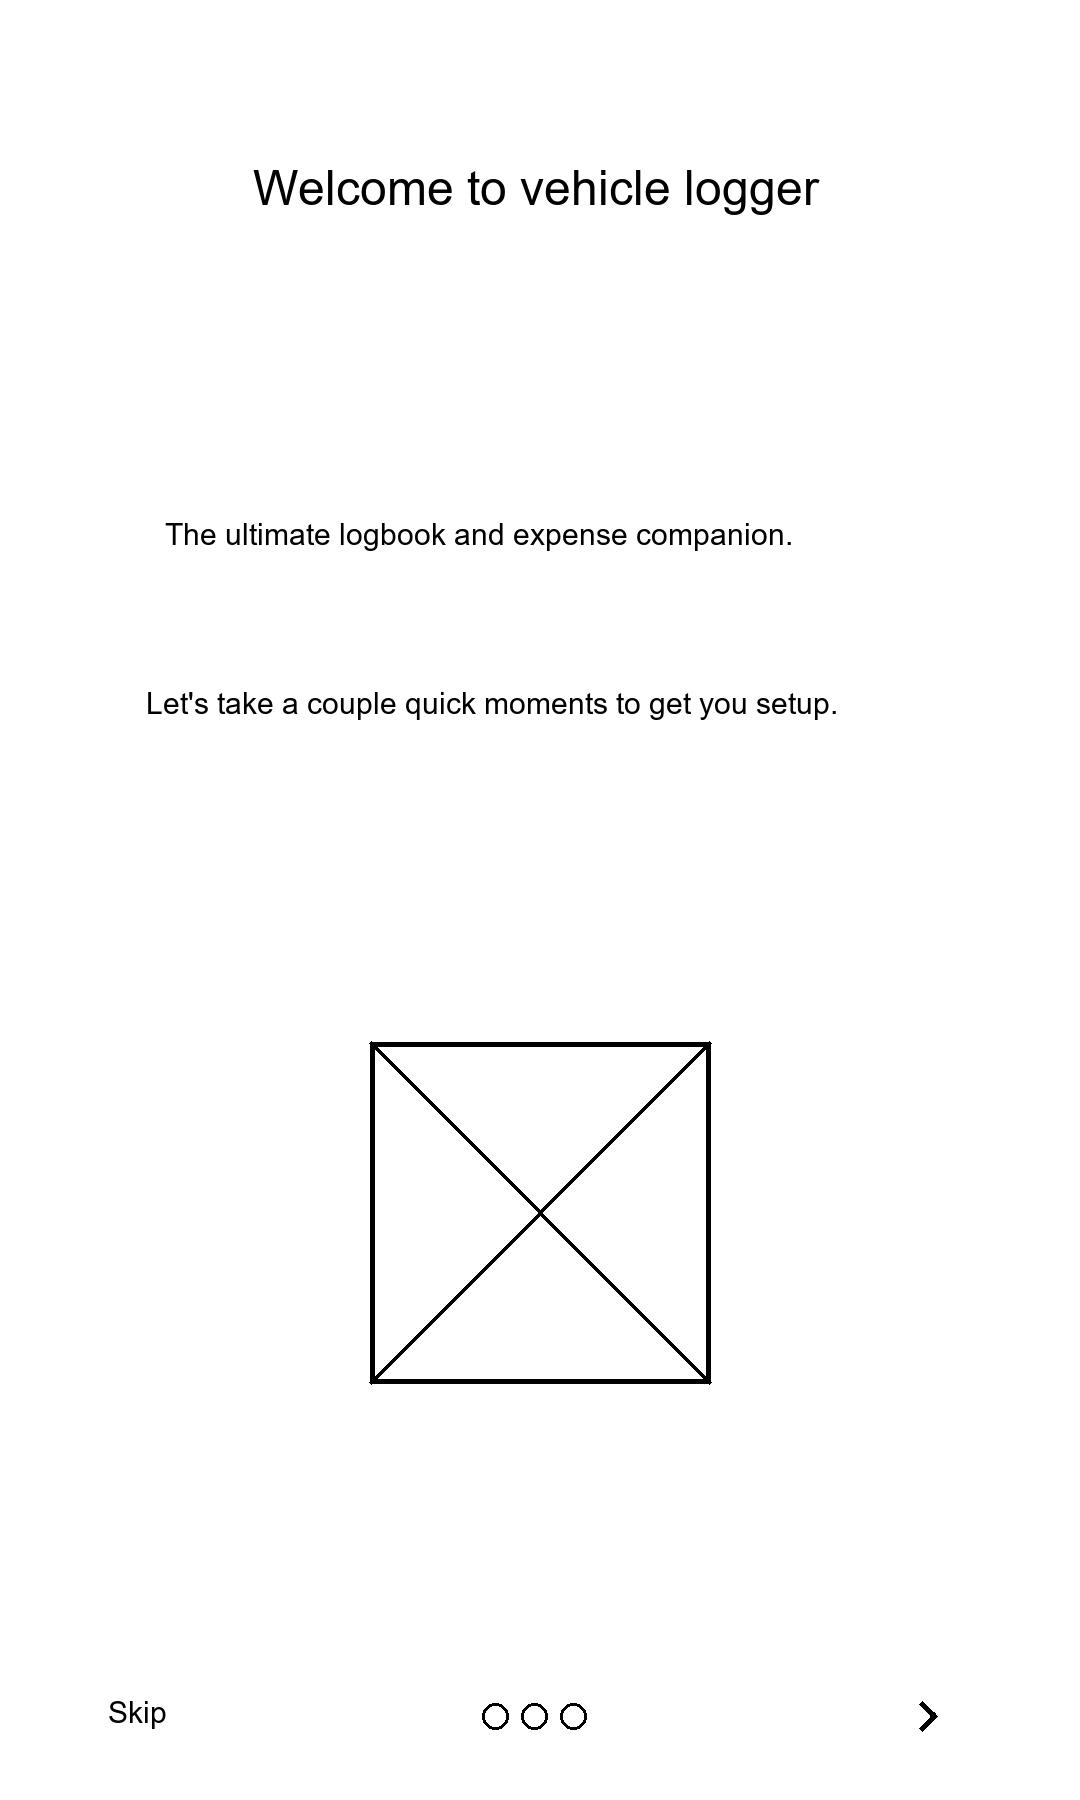 Welcome to vehicle logger
The ultimate logbook and expense companion.
Let's take a couple quick moments to get you setup.
Skip